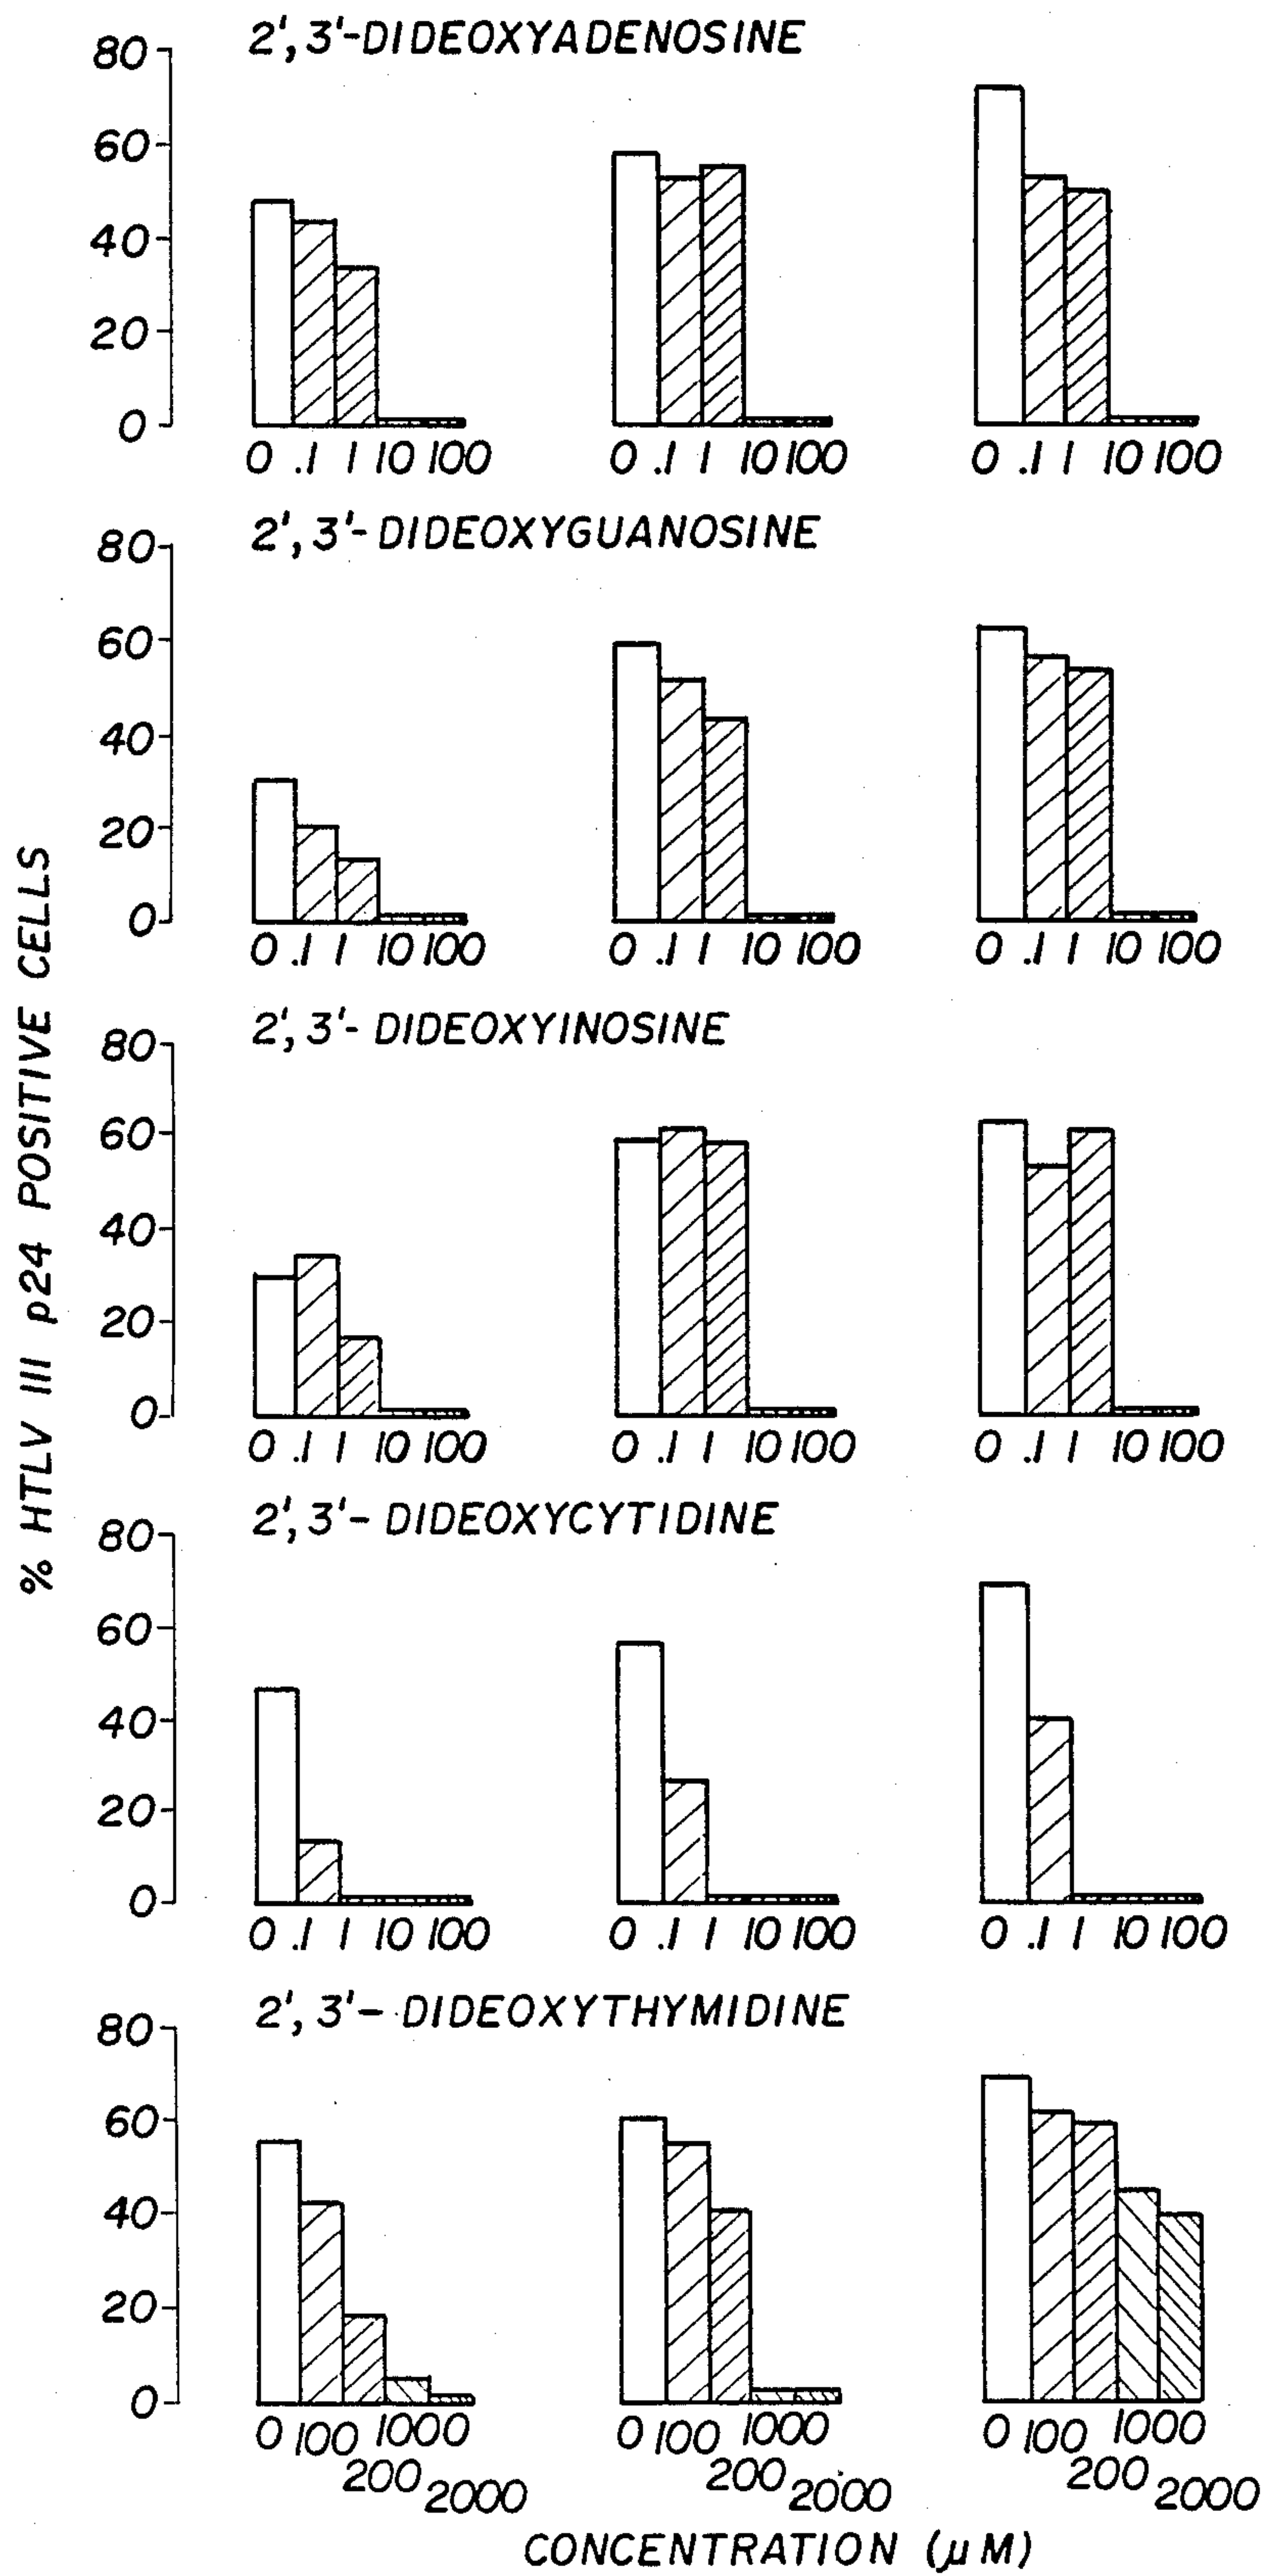 2',3'-DIDEOXYADENOSINE
80
60
40
20
0
0 .1 1 10 100
0 .1 1 10 100
0 .1 1 10 100
2',3'- DIDEOXYGUANOSINE
80
60
40
20
0
0 .1 1 10 100
0 .1 1 10 100
0 .1 1 10 100
2',3'- DIDEOXYINOSINE
80
60
40
20
0
0 .1 1 10 100
0 .1 1 10 100
0 .1 1 10 100
2',3'- DIDEOXYCYTIDINE
80
60
40
20
0
0 .1 1 10 100
0 .1 1 10 100
0 .1 1 10 100
2',3'- DIDEOXYTHYMIDINE
80
60
40
20
0
0 100 200 1000 2000
0 100 200 1000 2000
0 100 200 1000 2000
% HTLV III p24 POSITIVE CELLS
CONCENTRATION (μM)